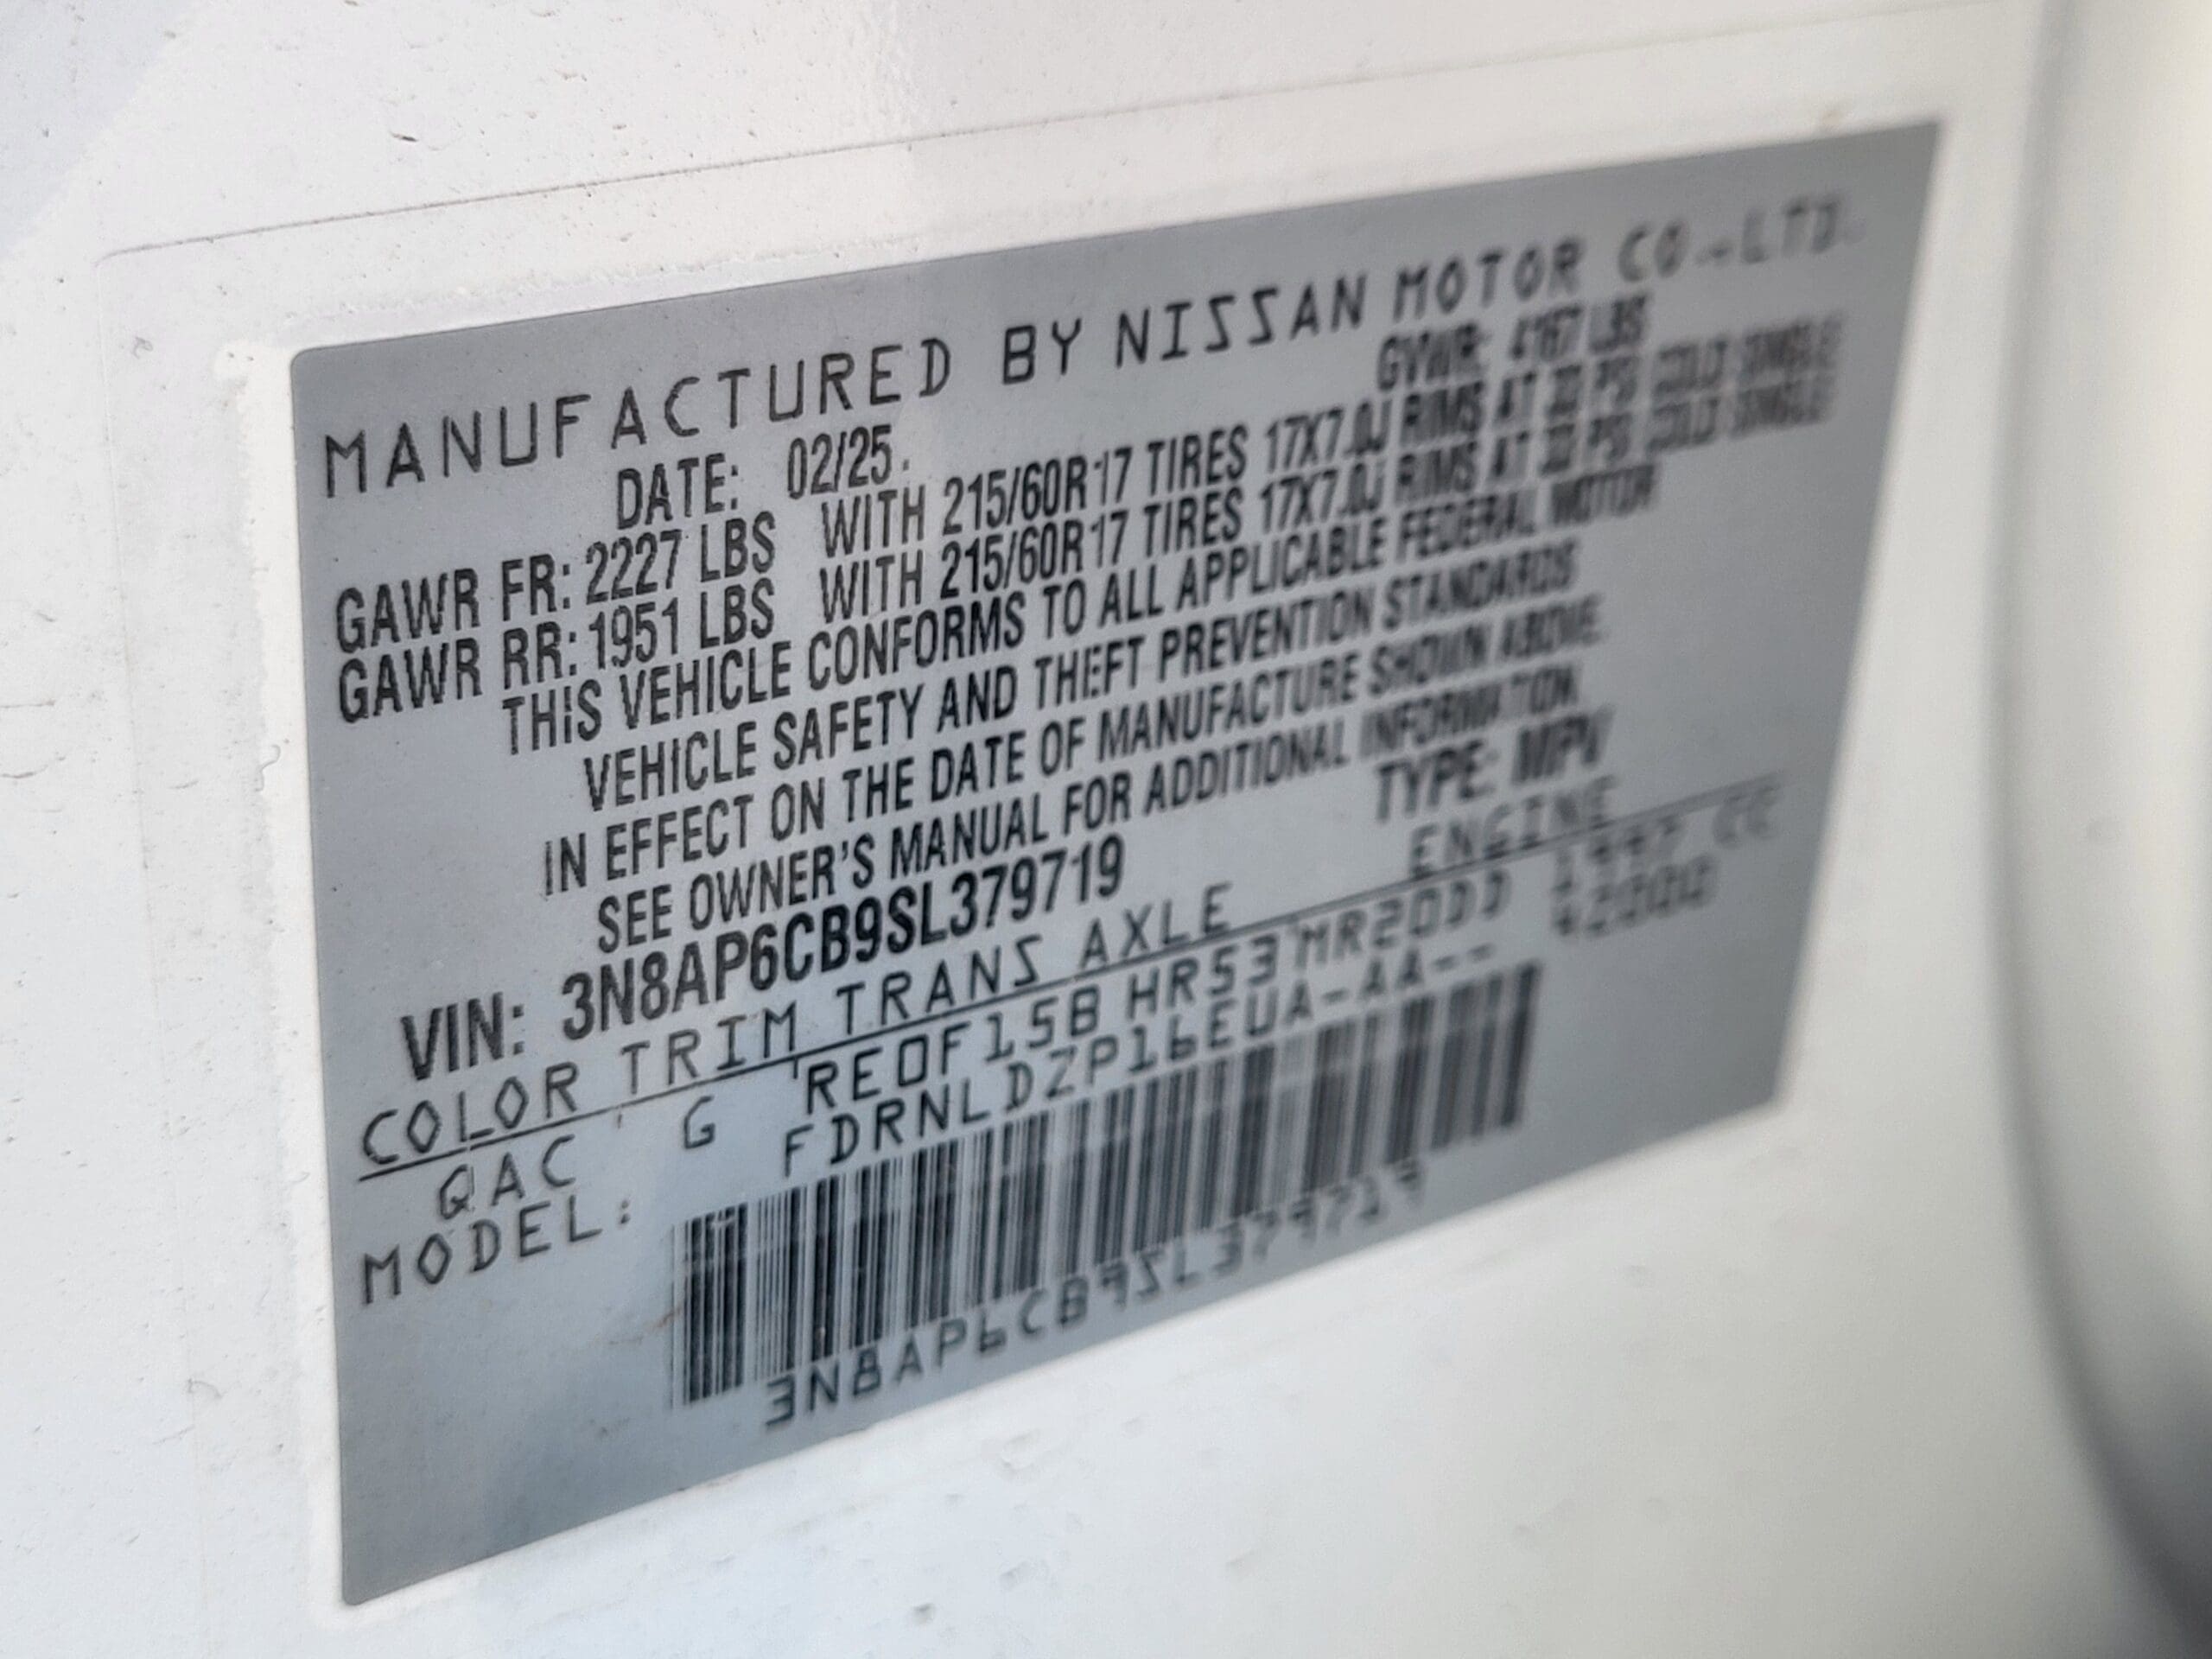 MANUFACTURED BY NISSAN MOTOR CO.,LTD.
DATE: 02/25. GVWR: 4167 LBS
GAWR FR: 2227 LBS WITH 215/60R17 TIRES 17X7.0J RIMS AT 33 PSI COLD SINGLE
GAWR RR: 1951 LBS WITH 215/60R17 TIRES 17X7.0J RIMS AT PSI COLD SINGLE
THIS VEHICLE CONFORMS TO ALL APPLICABLE FEDERAL MOTOR
VEHICLE SAFETY AND THEFT PREVENTION STANDARDS
IN EFFECT ON THE DATE OF MANUFACTURE SHOWN ABOVE.
SEE OWNER'S MANUAL FOR ADDITIONAL INFORMATION.
VIN: 3N8AP6CB9SL379719 TYPE: MPV
COLOR TRIM TRANS AXLE ENGINE
QAC G RE0F15B HR53 MR20DD 1997 CC
MODEL: FDRNLDZP16EUA-AA--
3N8AP6CB9SL379719